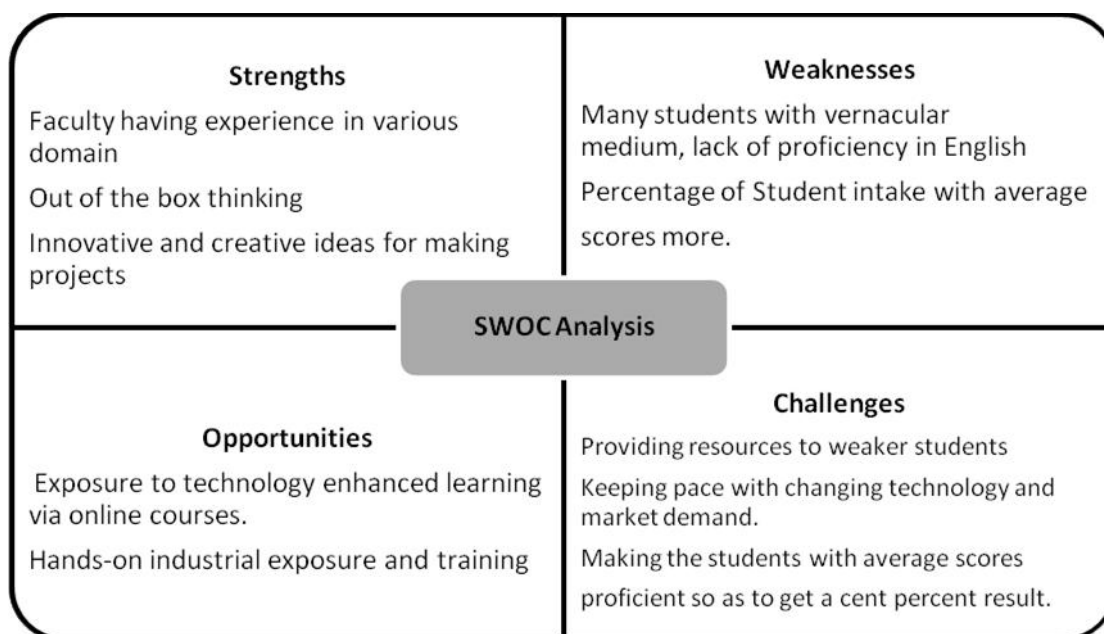 Strengths
Faculty having experience in various
domain
Out of the box thinking
Innovative and creative ideas for making
projects
Weaknesses
Many students with vernacular
medium, lack of proficiency in English
Percentage of Student intake with average
scores more.
SWOC Analysis
Opportunities
Exposure to technology enhanced learning
via online courses.
Hands-on industrial exposure and training
Challenges
Providing resources to weaker students
Keeping pace with changing technology and
market demand.
Making the students with average scores
proficient so as to get a cent percent result.